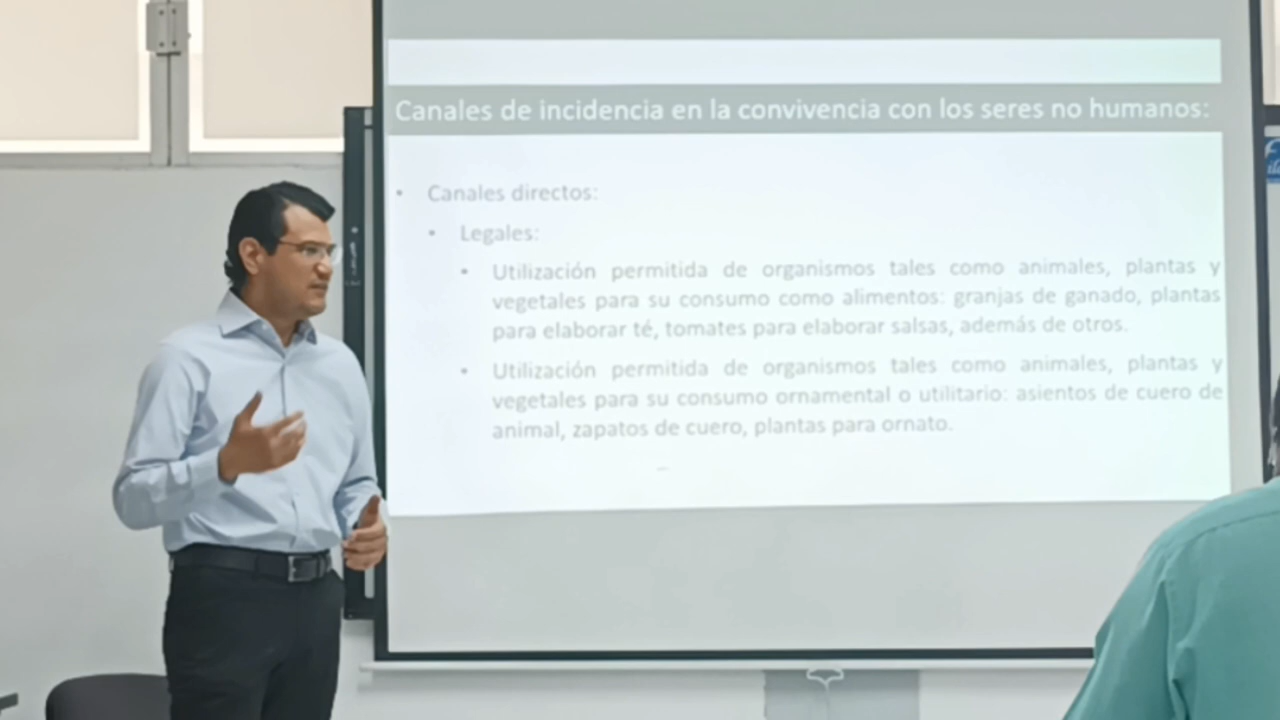 Canales de incidencia en la convivencia con los seres no humanos:
• Canales directos:
• Legales:
• Utilización permitida de organismos tales como animales, plantas y
vegetales para su consumo como alimentos: granjas de ganado, plantas
para elaborar té, tomates para elaborar salsas, además de otros.
• Utilización permitida de organismos tales como animales, plantas y
vegetales para su consumo ornamental o utilitario: asientos de cuero de
animal, zapatos de cuero, plantas para ornato.